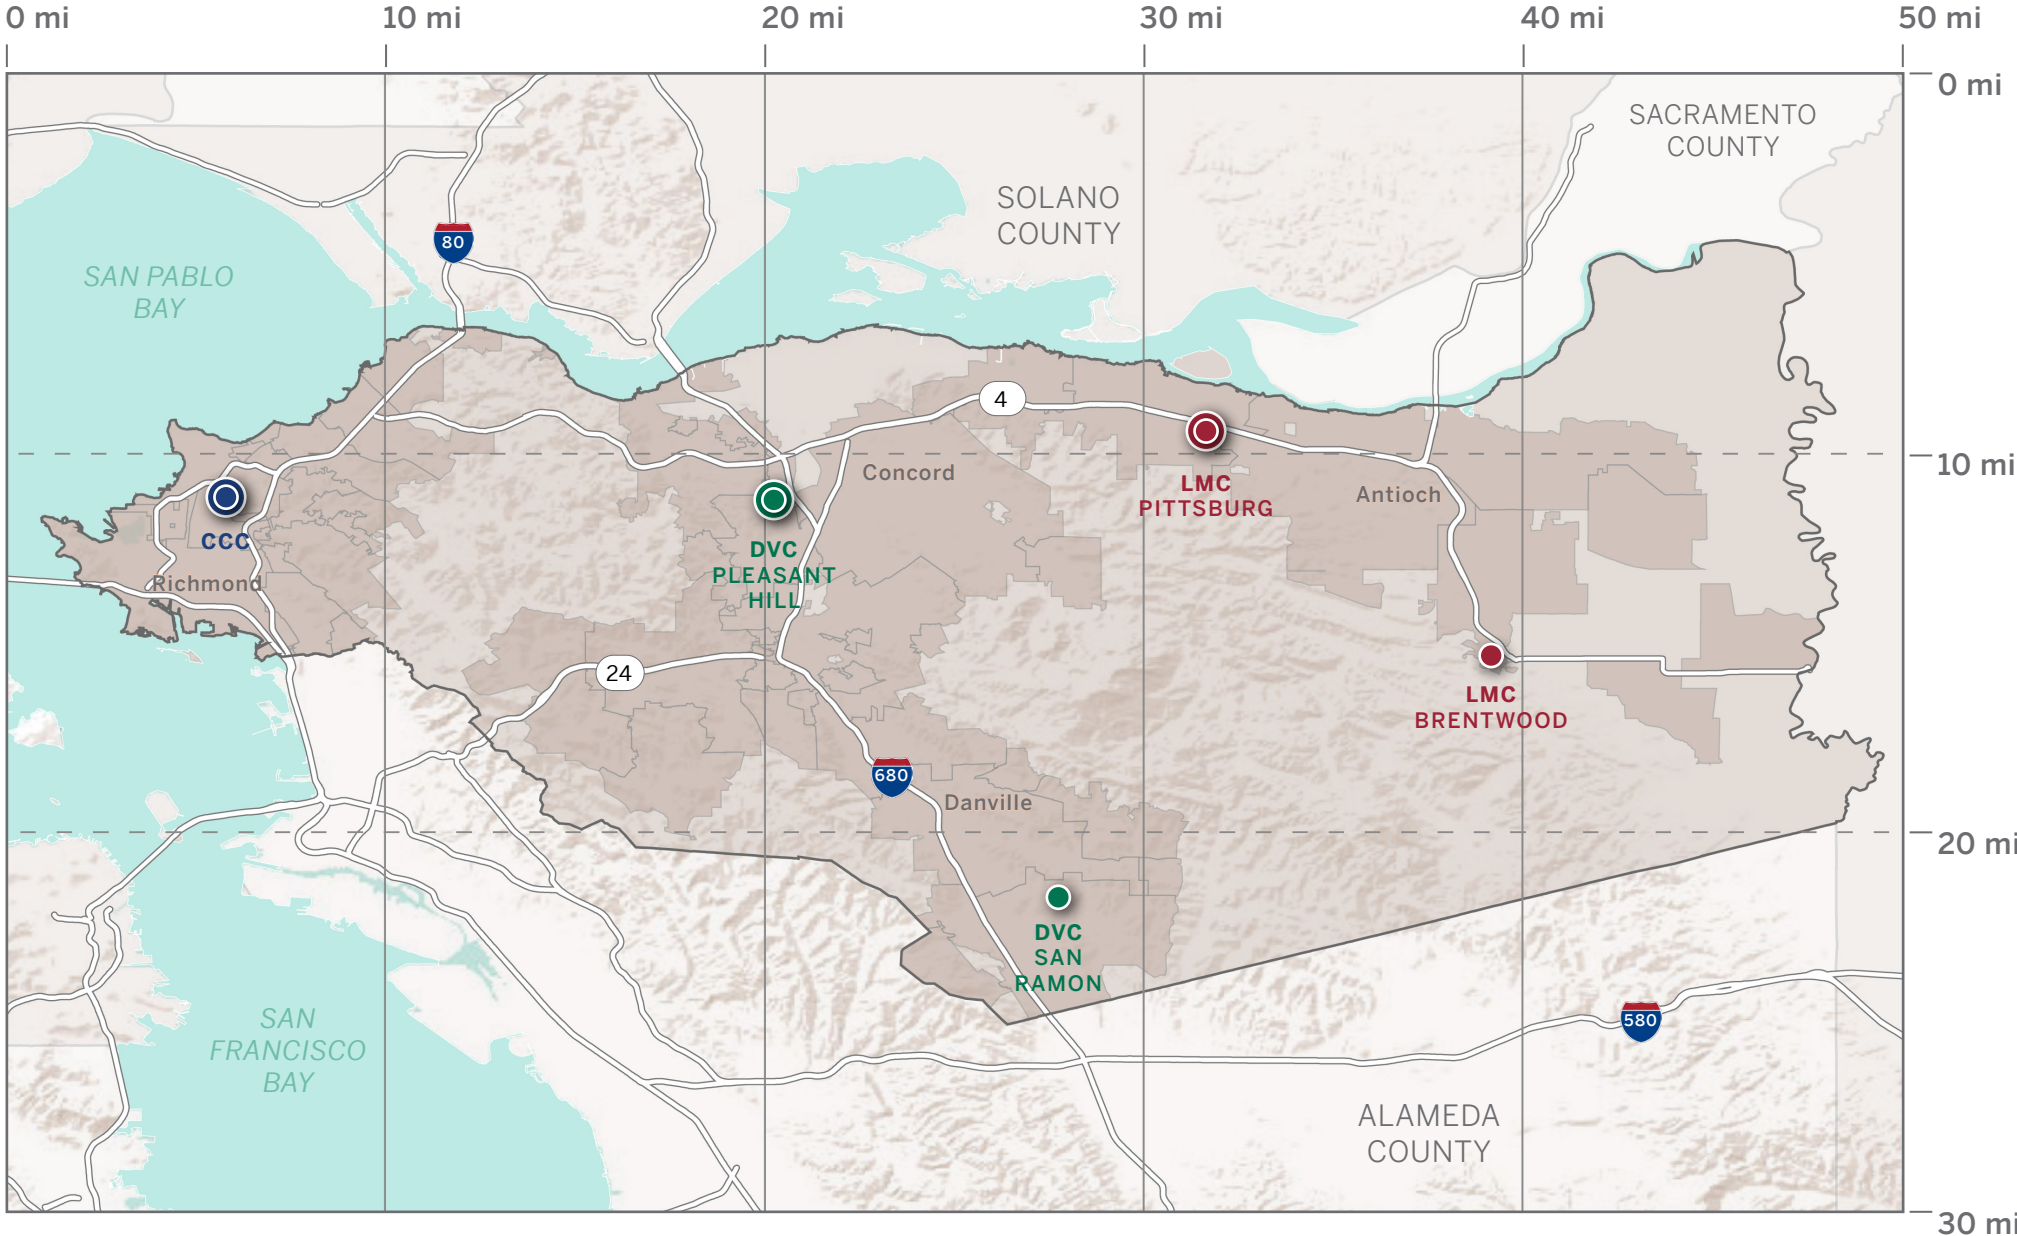 0 mi
10 mi
20 mi
30 mi
40 mi
50 mi
0 mi
SACRAMENTO
COUNTY
SOLANO
COUNTY
80
SAN PABLO
BAY
4
Concord
LMC
PITTSBURG
Antioch
10 mi
CCC
Richmond
DVC
PLEASANT
HILL
24
LMC
BRENTWOOD
680
Danville
20 mi
DVC
SAN
RAMON
SAN
FRANCISCO
BAY
580
ALAMEDA
COUNTY
30 mi